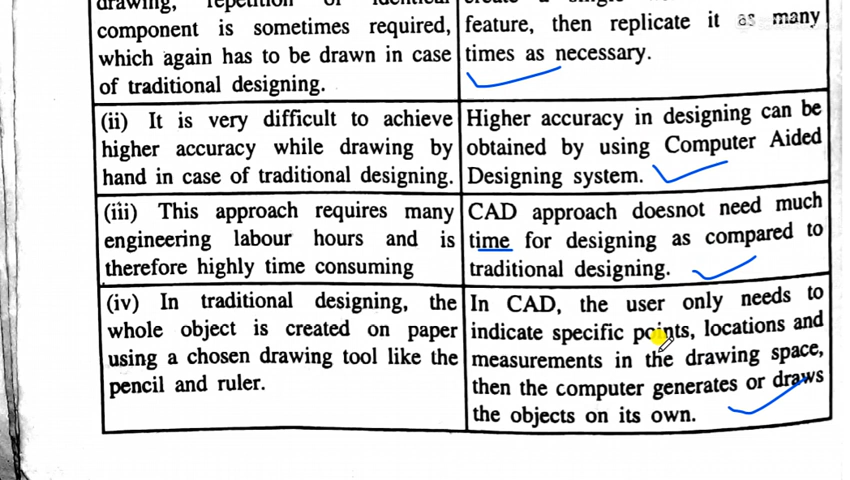 drawing, repetition of identical
component is sometimes required,
which again has to be drawn in case
of traditional designing.
feature, then replicate it as many
times as necessary.
(ii) It is very difficult to achieve
higher accuracy while drawing by
hand in case of traditional designing.
Higher accuracy in designing can be
obtained by using Computer Aided
Designing system.
(iii) This approach requires many
engineering labour hours and is
therefore highly time consuming
CAD approach doesnot need much
time for designing as compared to
traditional designing.
(iv) In traditional designing, the
whole object is created on paper
using a chosen drawing tool like the
pencil and ruler.
In CAD, the user only needs to
indicate specific points, locations and
measurements in the drawing space,
then the computer generates or draws
the objects on its own.